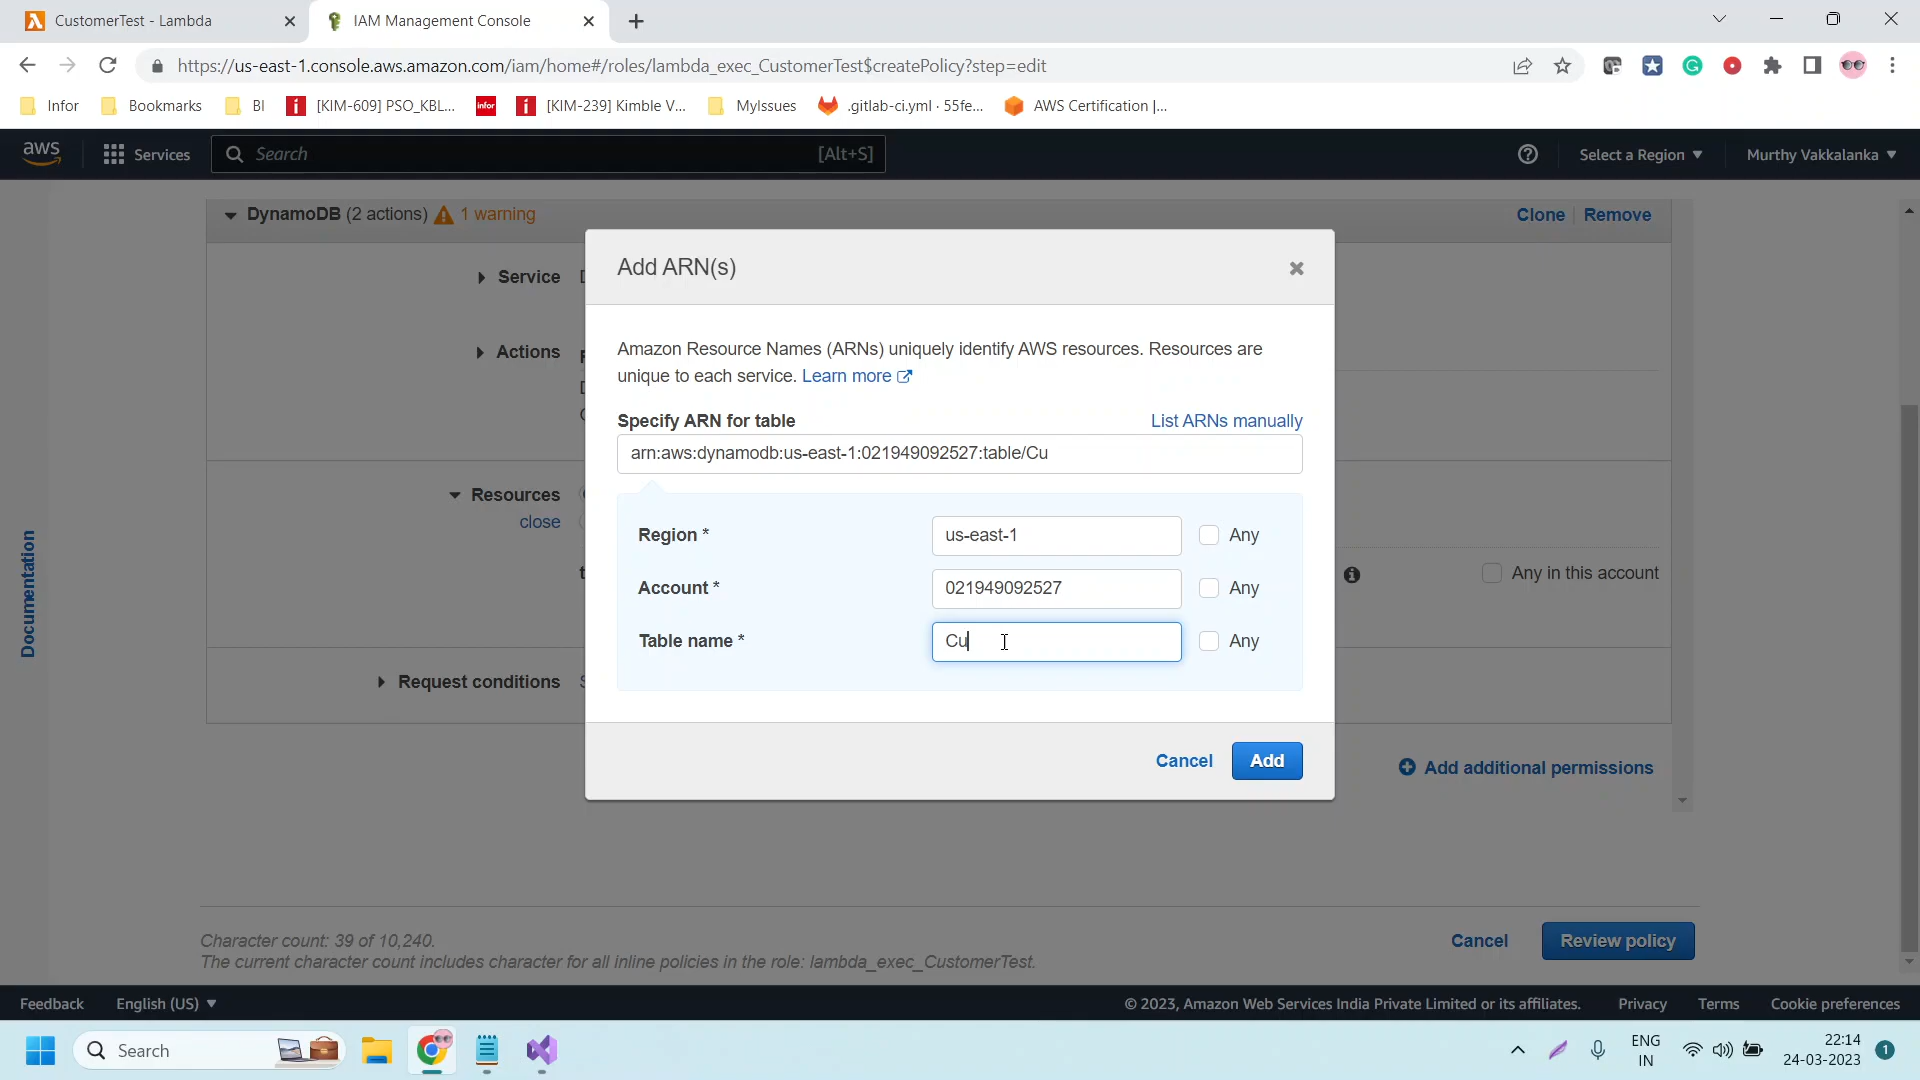 CustomerTest - Lambda
IAM Management Console
https://us-east-1.console.aws.amazon.com/iam/home#/roles/lambda_exec_CustomerTest$createPolicy?step=edit
Infor
Bookmarks
BI
[KIM-609] PSO_KBL...
infor
[KIM-239] Kimble V...
MyIssues
.gitlab-ci.yml · 55fe...
AWS Certification |...
aws
Services
Search
[Alt+S]
Select a Region
Murthy Vakkalanka
DynamoDB (2 actions) 1 warning
Clone
Remove
Add ARN(s)
Service
Amazon Resource Names (ARNs) uniquely identify AWS resources. Resources are
unique to each service. Learn more
Actions
Specify ARN for table
List ARNs manually
arn:aws:dynamodb:us-east-1:021949092527:table/Cu
Resources
close
Region *
us-east-1
Any
Account *
021949092527
Any
Any in this account
Table name *
Cu
Any
Request conditions
Documentation
Cancel
Add
Add additional permissions
Character count: 39 of 10,240.
The current character count includes character for all inline policies in the role: lambda_exec_CustomerTest.
Cancel
Review policy
Feedback
English (US)
© 2023, Amazon Web Services India Private Limited or its affiliates.
Privacy
Terms
Cookie preferences
Search
ENG
IN
22:14
24-03-2023
1